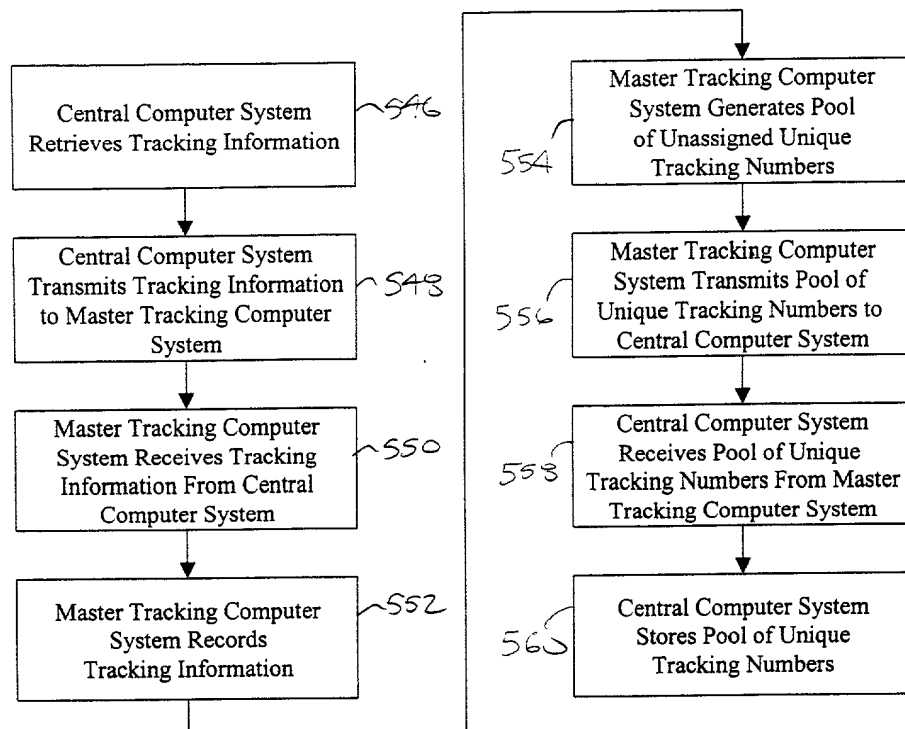 Central Computer System
Retrieves Tracking Information
546
Central Computer System
Transmits Tracking Information
to Master Tracking Computer
System
548
Master Tracking Computer
System Receives Tracking
Information From Central
Computer System
550
Master Tracking Computer
System Records
Tracking Information
552
Master Tracking Computer
System Generates Pool
of Unassigned Unique
Tracking Numbers
554
Master Tracking Computer
System Transmits Pool of
Unique Tracking Numbers to
Central Computer System
556
Central Computer System
Receives Pool of Unique
Tracking Numbers From Master
Tracking Computer System
558
Central Computer System
Stores Pool of Unique
Tracking Numbers
560